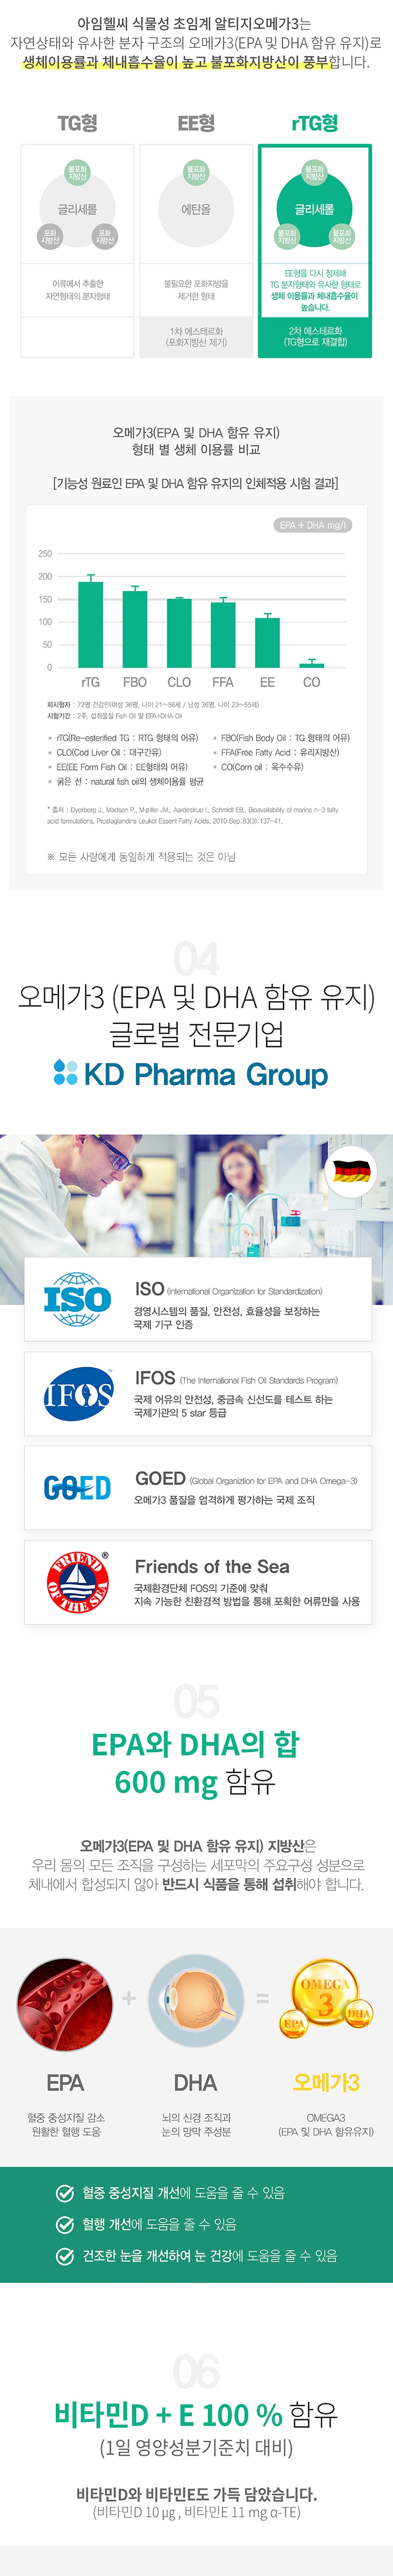 아임헬씨 식물성 초임계 알티지오메가3는
자연상태와 유사한 분자 구조의 오메가3(EPA 및 DHA 함유 유지)로
생체이용률과 체내흡수율이 높고 불포화지방산이 풍부합니다.
TG형
EE형
rTG형
불포화
지방산
글리세롤
포화
지방산
포화
지방산
불포화
지방산
에탄올
불포화
지방산
글리세롤
불포화
지방산
불포화
지방산
어류에서 추출한
자연형태의 분자형태
불필요한 포화지방을
제거한 형태
EE형을 다시 정제해
TG 분자형태와 유사한 형태로
생체 이용률과 체내흡수율이
높습니다.
1차 에스테르화
(포화지방산 제거)
2차 에스테르화
(TG형으로 재결합)
오메가3(EPA 및 DHA 함유 유지)
형태 별 생체 이용률 비교
[기능성 원료인 EPA 및 DHA 함유 유지의 인체적용 시험 결과]
EPA + DHA mg/l
250
200
150
100
50
0
rTG FBO CLO FFA EE CO
피시험자 : 72명 건강인(여성 36명, 나이 21~56세 / 남성 36명, 나이 23~55세)
시험기간 : 2주, 섭취물질 Fish Oil 및 EPA+DHA Oil
• rTG(Re-esterified TG : RTG 형태의 어유)
• FBO(Fish Body Oil : TG 형태의 어유)
• CLO(Cod Liver Oil : 대구간유)
• FFA(Free Fatty Acid : 유리지방산)
• EE(EE Form Fish Oil : EE형태의 어유)
• CO(Corn oil : 옥수수유)
• 굵은 선 : natural fish oil의 생체이용률 평균
* 출처 : Dyerberg J., Madsen P., Møller JM., Aardestrup I., Schmidt EB., Bioavailability of marine n-3 fatty
acid formulations. Prostaglandins Leukot Essent Fatty Acids. 2010 Sep;83(3):137-41.
※ 모든 사람에게 동일하게 적용되는 것은 아님
04
오메가3 (EPA 및 DHA 함유 유지)
글로벌 전문기업
KD Pharma Group
ISO
ISO (International Organization for Standardization)
경영시스템의 품질, 안전성, 효율성을 보장하는
국제 기구 인증
IFOS
IFOS (The International Fish Oil Standards Program)
국제 어유의 안전성, 중금속 신선도를 테스트 하는
국제기관의 5 star 등급
GOED
GOED (Global Organiztion for EPA and DHA Omega-3)
오메가3 품질을 엄격하게 평가하는 국제 조직
FRIEND OF THE SEA
Friends of the Sea
국제환경단체 FOS의 기준에 맞춰
지속 가능한 친환경적 방법을 통해 포획한 어류만을 사용
05
EPA와 DHA의 합
600 mg 함유
오메가3(EPA 및 DHA 함유 유지) 지방산은
우리 몸의 모든 조직을 구성하는 세포막의 주요구성 성분으로
체내에서 합성되지 않아 반드시 식품을 통해 섭취해야 합니다.
+
=
OMEGA
3
EPA
DHA
EPA
DHA
오메가3
혈중 중성지질 감소
원활한 혈행 도움
뇌의 신경 조직과
눈의 망막 주성분
OMEGA3
(EPA 및 DHA 함유유지)
혈중 중성지질 개선에 도움을 줄 수 있음
혈행 개선에 도움을 줄 수 있음
건조한 눈을 개선하여 눈 건강에 도움을 줄 수 있음
06
비타민D + E 100 % 함유
(1일 영양성분기준치 대비)
비타민D와 비타민E도 가득 담았습니다.
(비타민D 10 μg , 비타민E 11 mg α-TE)